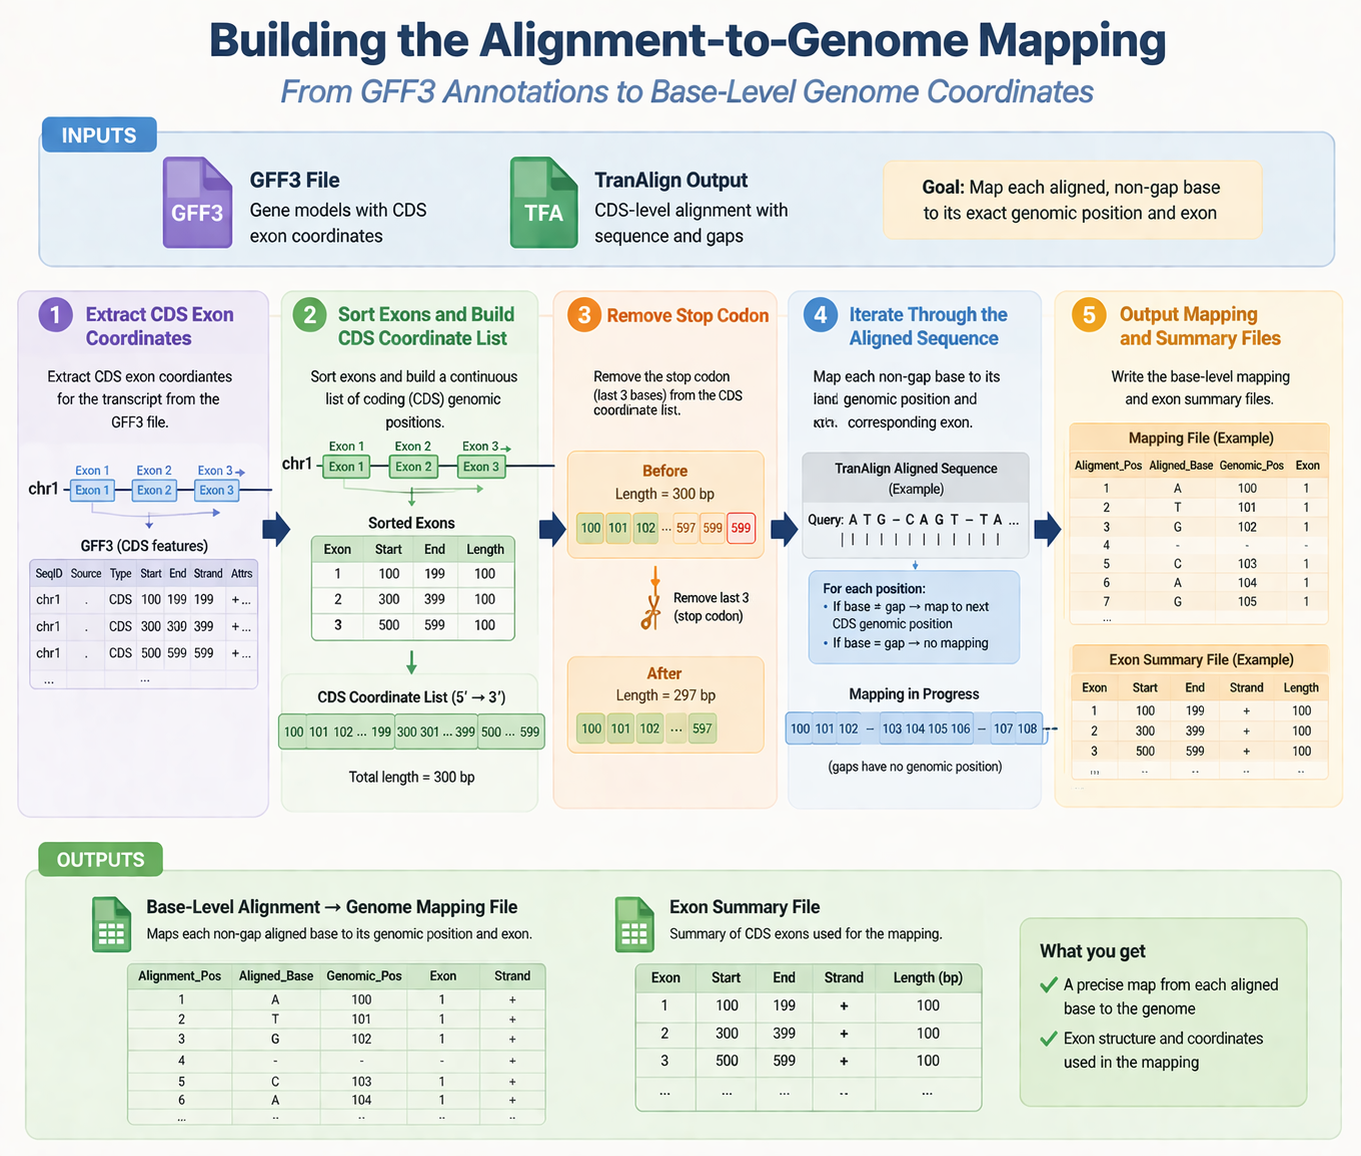 Building the Alignment-to-Genome Mapping
From GFF3 Annotations to Base-Level Genome Coordinates
INPUTS
GFF3
GFF3 File
Gene models with CDS
exon coordinates
TFA
TranAlign Output
CDS-level alignment with
sequence and gaps
Goal: Map each aligned, non-gap base
to its exact genomic position and exon
1 Extract CDS Exon
Coordinates
Extract CDS exon coordiantes
for the transcript from the
GFF3 file.
Exon 1 Exon 2 Exon 3
chr1 Exon 1 Exon 2 Exon 3
GFF3 (CDS features)
SeqID Source Type Start End Strand Attrs
chr1 . CDS 100 199 199 + ...
chr1 . CDS 300 309 399 + ...
chr1 . CDS 500 599 599 + ...
... ...
2 Sort Exons and Build
CDS Coordinate List
Sort exons and build a continuous
list of coding (CDS) genomic
positions.
Exon 1 Exon 2 Exon 3
chr1 Exon 1 Exon 2 Exon 3
Sorted Exons
Exon Start End Length
1 100 199 100
2 300 399 100
3 500 599 100
CDS Coordinate List (5′ → 3′)
100 101 102 ... 199 300 301 ... 399 500 ... 599
Total length = 300 bp
3 Remove Stop Codon
Remove the stop codon
(last 3 bases) from the CDS
coordinate list.
Before
Length = 300 bp
100 101 102 ... 597 599 599
Remove last 3
(stop codon)
After
Length = 297 bp
100 101 102 ... 597
4 Iterate Through the
Aligned Sequence
Map each non-gap base to its
genomic position and
corresponding exon.
TranAlign Aligned Sequence
(Example)
Query: A T G – C A G T – T A ...
| | | | | | | | | | | |
For each position:
• If base ≠ gap → map to next
CDS genomic position
• If base = gap → no mapping
Mapping in Progress
100 101 102 – 103 104 105 106 – 107 108
(gaps have no genomic position)
5 Output Mapping
and Summary Files
Write the base-level mapping
and exon summary files.
Mapping File (Example)
Aligment_Pos Aligned_Base Genomic_Pos Exon
1 A 100 1
2 T 101 1
3 G 102 1
4 - - -
5 C 103 1
6 A 104 1
7 G 105 1
...
Exon Summary File (Example)
Exon Start End Strand Length
1 100 199 + 100
2 300 399 + 100
3 500 599 + 100
,,, .. .. .. ..
OUTPUTS
Base-Level Alignment → Genome Mapping File
Maps each non-gap aligned base to its genomic position and exon.
Alignment_Pos Aligned_Base Genomic_Pos Exon Strand
1 A 100 1 +
2 T 101 1 +
3 G 102 1 +
4 - - - +
5 C 103 1 +
6 A 104 1 +
... .. .. .. ..
Exon Summary File
Summary of CDS exons used for the mapping.
Exon Start End Strand Length (bp)
1 100 199 + 100
2 300 399 + 100
3 500 599 + 100
... ... ... -- ...
What you get
✓ A precise map from each aligned
base to the genome
✓ Exon structure and coordinates
used in the mapping